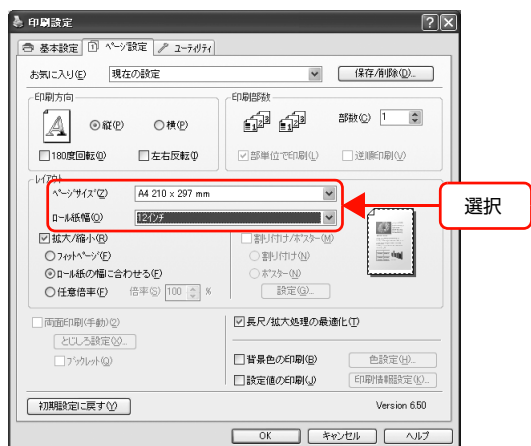 印刷設定
基本設定 ページ設定 ユーティリティ
お気に入り(E) 現在の設定 保存/削除(D)...
印刷方向
縦(P) 横(P)
180度回転(0) 左右反転(I)
印刷部数
部数(C) 1
部単位で印刷(L) 逆順印刷(V)
レイアウト
ページサイズ(Z) A4 210 x 297 mm
ロール紙幅(Q) 12インチ
選択
拡大/縮小(R)
フィットページ(F)
ロール紙の幅に合わせる(F)
任意倍率(F) 倍率(S) 100 %
割り付け/ポスター(M)
割り付け(N)
ポスター(N)
設定(G)...
両面印刷(手動)(2)
とじしろ設定(X)...
ブックレット(Q)
長尺/拡大処理の最適化(T)
背景色の印刷(B) 色設定(H)...
設定値の印刷(J) 印刷情報設定(K)...
初期設定に戻す(Y) Version 6.50
OK キャンセル ヘルプ